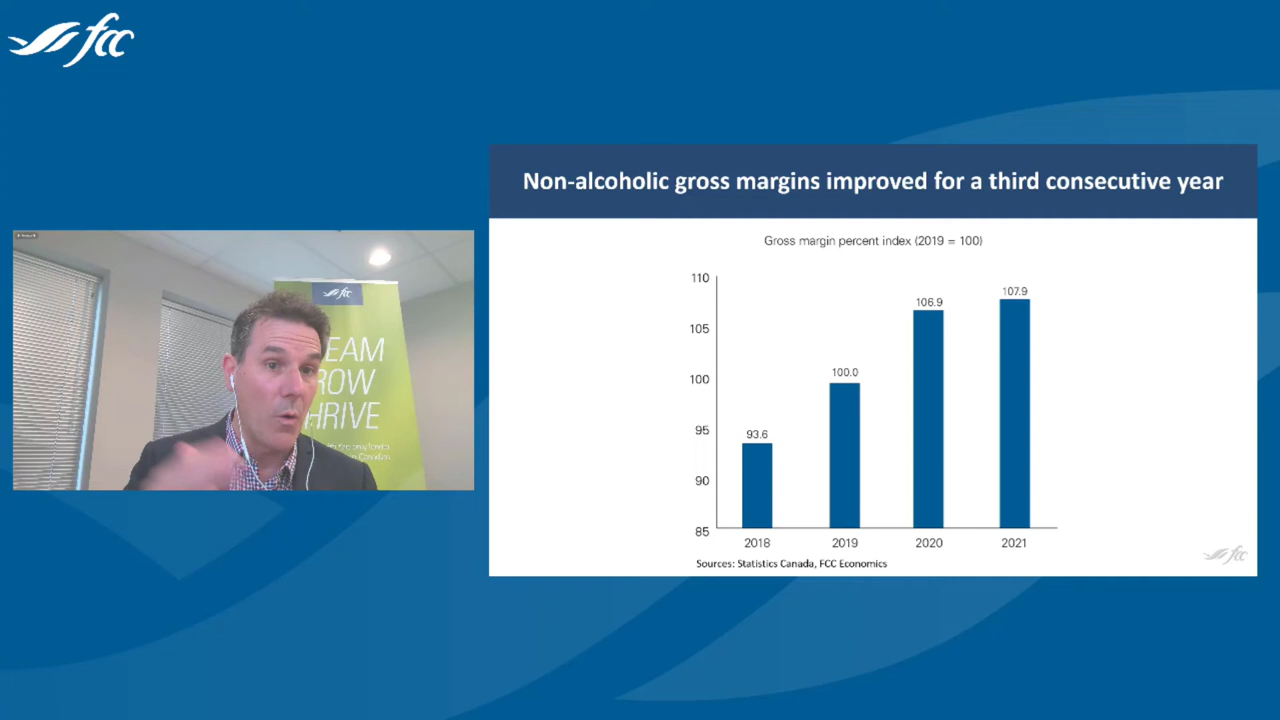 fcc
Non-alcoholic gross margins improved for a third consecutive year
Gross margin percent index (2019 = 100)
110
105
100
95
90
85
93.6
100.0
106.9
107.9
2018
2019
2020
2021
Sources: Statistics Canada, FCC Economics
fcc
fcc
EAM
ROW
HRIVE